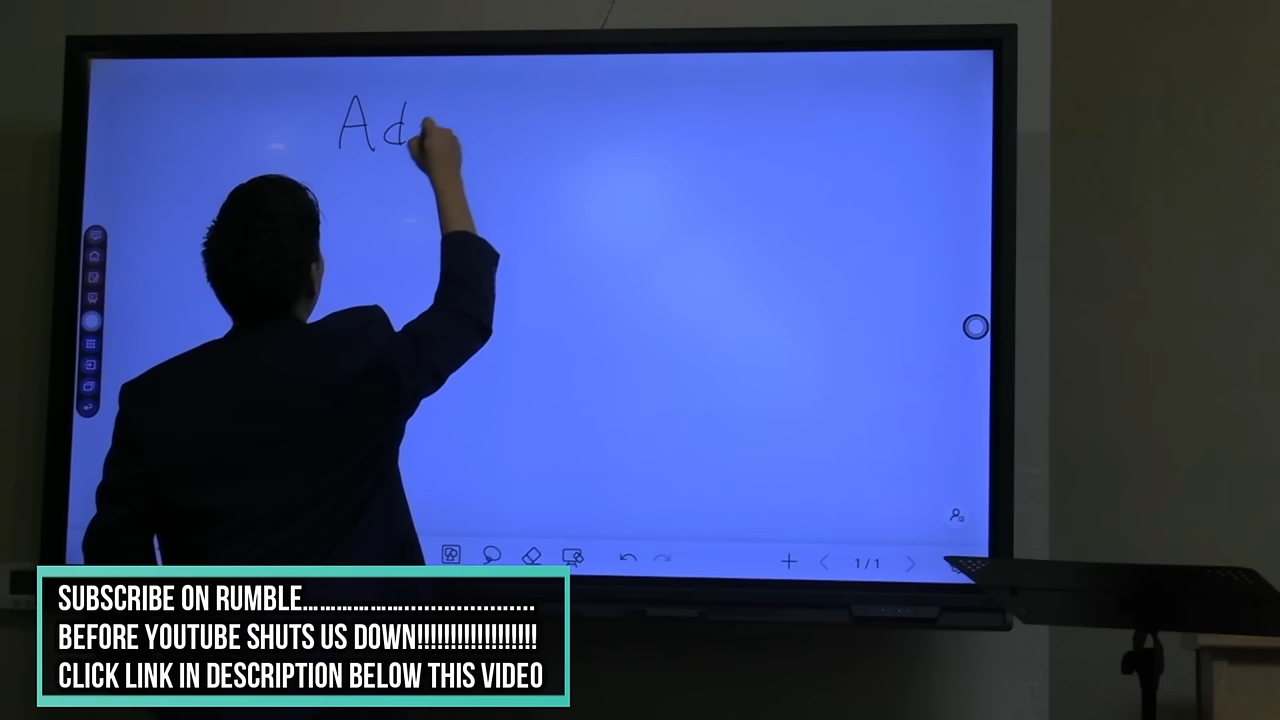 Ad
1/1
SUBSCRIBE ON RUMBLE.........................................
BEFORE YOUTUBE SHUTS US DOWN!!!!!!!!!!!!!!!!!!
CLICK LINK IN DESCRIPTION BELOW THIS VIDEO